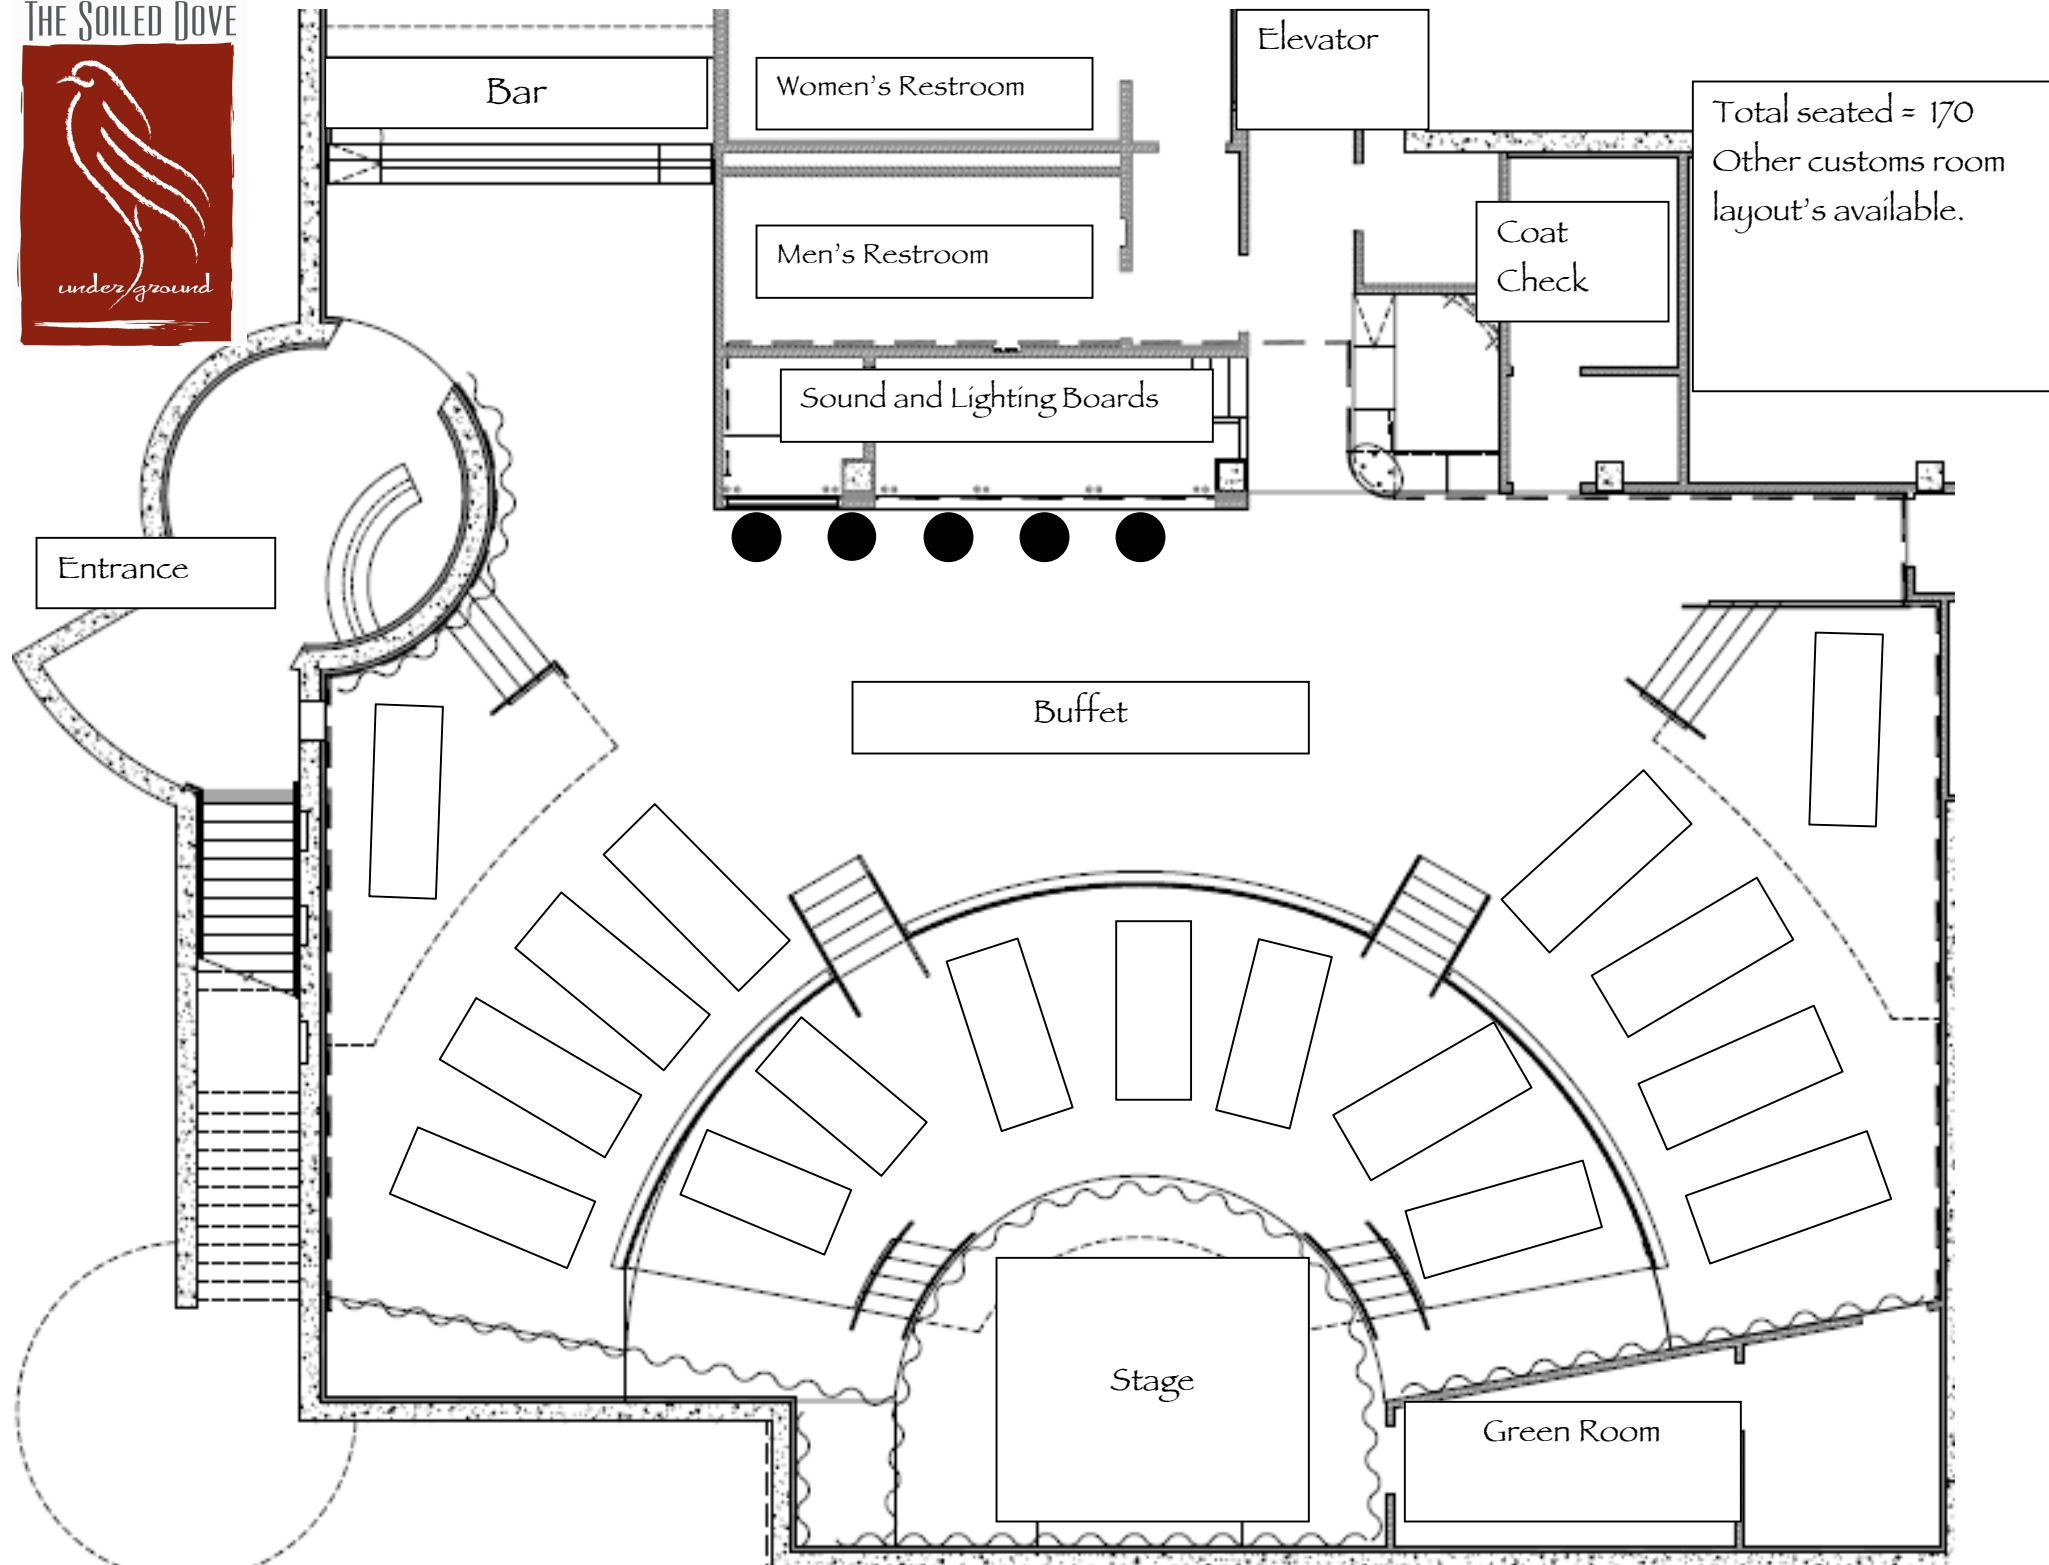 THE SOILED DOVE
underground
Elevator
Bar
Women's Restroom
Total seated = 170
Other customs room
layout's available.
Men's Restroom
Coat
Check
Sound and Lighting Boards
Entrance
Buffet
Stage
Green Room